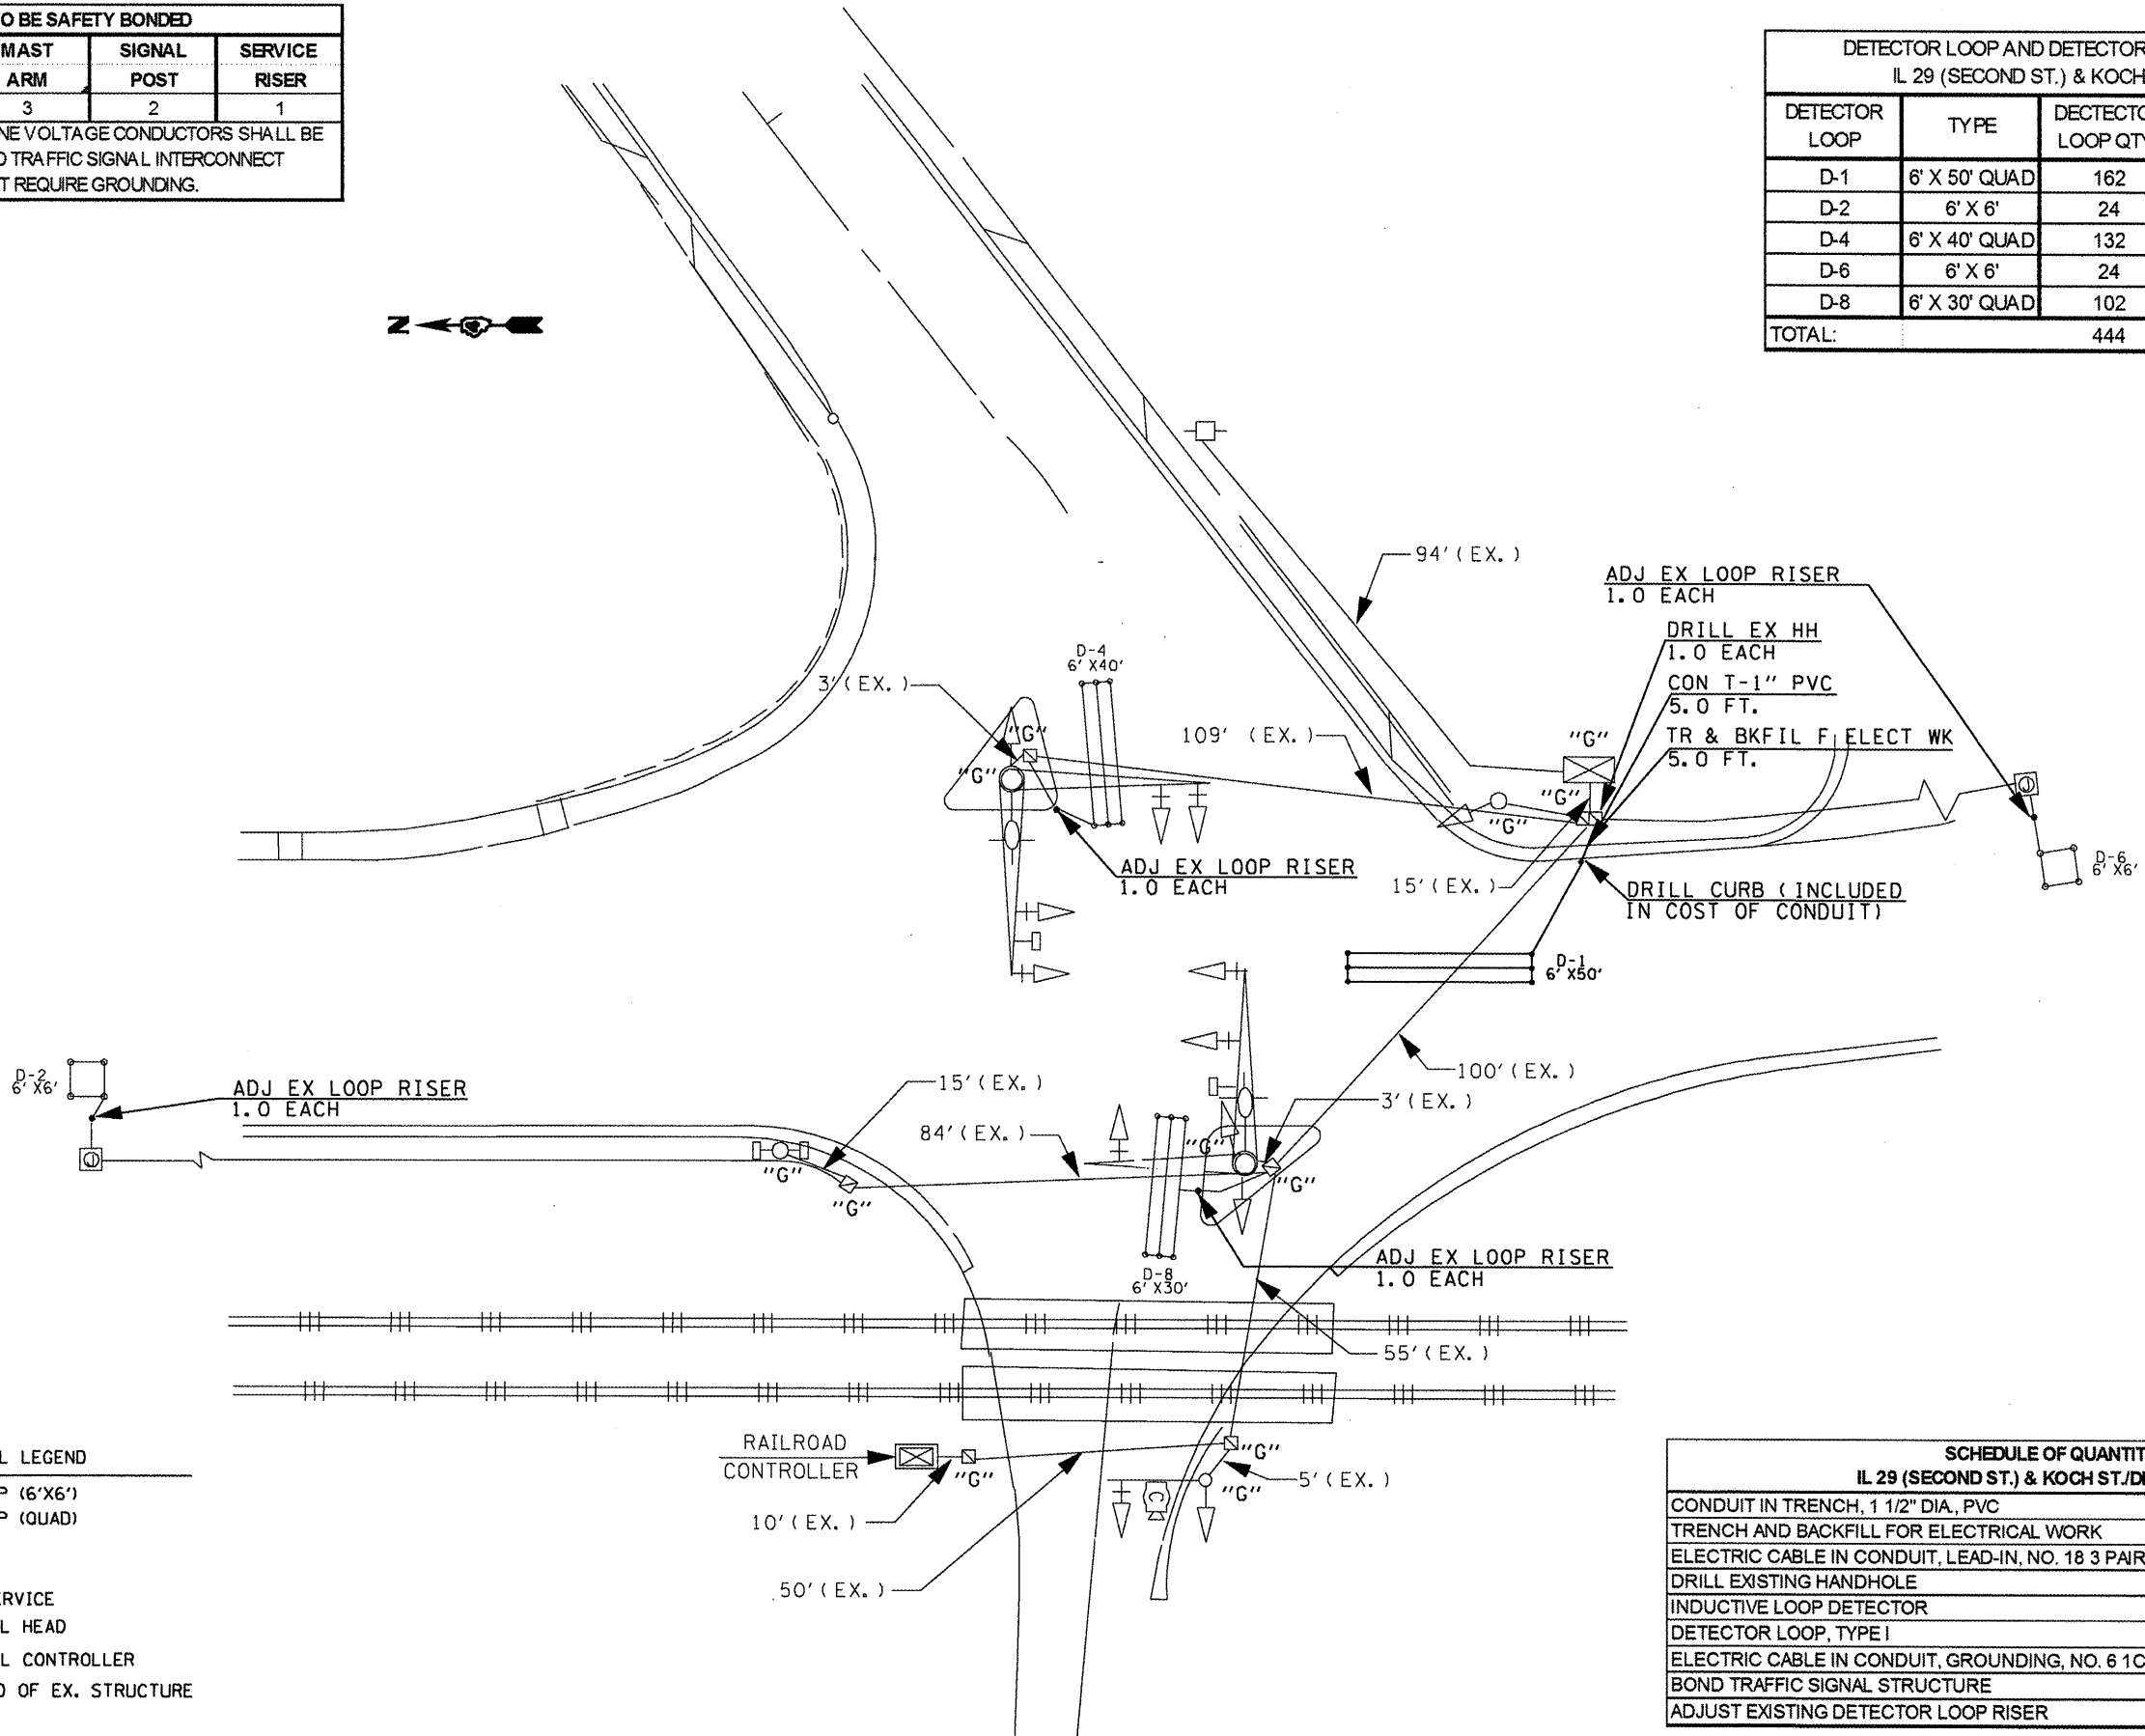 O BE SAFETY BONDED
MAST SIGNAL SERVICE
ARM POST RISER
3 2 1
NE VOLTAGE CONDUCTORS SHALL BE
D TRAFFIC SIGNAL INTERCONNECT
T REQUIRE GROUNDING.
DETECTOR LOOP AND DETECTOR
IL 29 (SECOND ST.) & KOCH
DETECTOR TYPE DECTECTO
LOOP LOOP QTY
D-1 6' X 50' QUAD 162
D-2 6' X 6' 24
D-4 6' X 40' QUAD 132
D-6 6' X 6' 24
D-8 6' X 30' QUAD 102
TOTAL: 444
N
94' (EX.)
ADJ EX LOOP RISER
1.0 EACH
DRILL EX HH
1.0 EACH
CON T-1" PVC
5.0 FT.
TR & BKFIL F ELECT WK
5.0 FT.
D-4
6' X40'
3' (EX.)
"G"
"G"
109' (EX.)
"G"
"G"
"G"
ADJ EX LOOP RISER
1.0 EACH
15' (EX.)
DRILL CURB (INCLUDED
IN COST OF CONDUIT)
D-6
6' X6'
D-1
6' X50'
D-2
6' X6'
ADJ EX LOOP RISER
1.0 EACH
15' (EX.)
84' (EX.)
100' (EX.)
3' (EX.)
"G"
"G"
"G"
"G"
D-8
6' X30'
ADJ EX LOOP RISER
1.0 EACH
55' (EX.)
RAILROAD
CONTROLLER
"G"
"G"
"G"
C
5' (EX.)
10' (EX.)
50' (EX.)
L LEGEND
P (6'X6')
P (QUAD)
ERVICE
L HEAD
L CONTROLLER
D OF EX. STRUCTURE
SCHEDULE OF QUANTIT
IL 29 (SECOND ST.) & KOCH ST./DI
CONDUIT IN TRENCH, 1 1/2" DIA., PVC
TRENCH AND BACKFILL FOR ELECTRICAL WORK
ELECTRIC CABLE IN CONDUIT, LEAD-IN, NO. 18 3 PAIR
DRILL EXISTING HANDHOLE
INDUCTIVE LOOP DETECTOR
DETECTOR LOOP, TYPE I
ELECTRIC CABLE IN CONDUIT, GROUNDING, NO. 6 1C
BOND TRAFFIC SIGNAL STRUCTURE
ADJUST EXISTING DETECTOR LOOP RISER